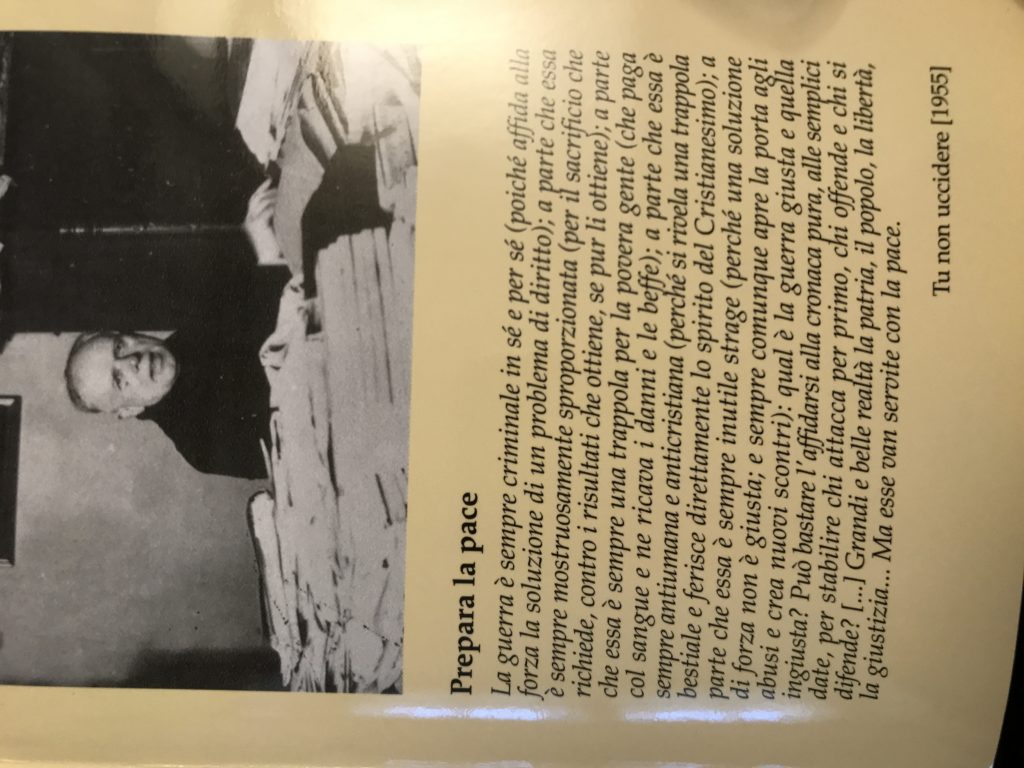 Prepara la pace
La guerra è sempre criminale in sé e per sé (poiché affida alla
forza la soluzione di un problema di diritto); a parte che essa
è sempre mostruosamente sproporzionata (per il sacrificio che
richiede, contro i risultati che ottiene, se pur li ottiene); a parte
che essa è sempre una trappola per la povera gente (che paga
col sangue e ne ricava i danni e le beffe); a parte che essa è
sempre antiumana e anticristiana (perché si rivela una trappola
bestiale e ferisce direttamente lo spirito del Cristianesimo); a
parte che essa è sempre inutile strage (perché una soluzione
di forza non è giusta; e sempre comunque apre la porta agli
abusi e crea nuovi scontri): qual è la guerra giusta e quella
ingiusta? Può bastare l'affidarsi alla cronaca pura, alle semplici
date, per stabilire chi attacca per primo, chi offende e chi si
difende? [...] Grandi e belle realtà la patria, il popolo, la libertà,
la giustizia... Ma esse van servite con la pace.
Tu non uccidere [1955]